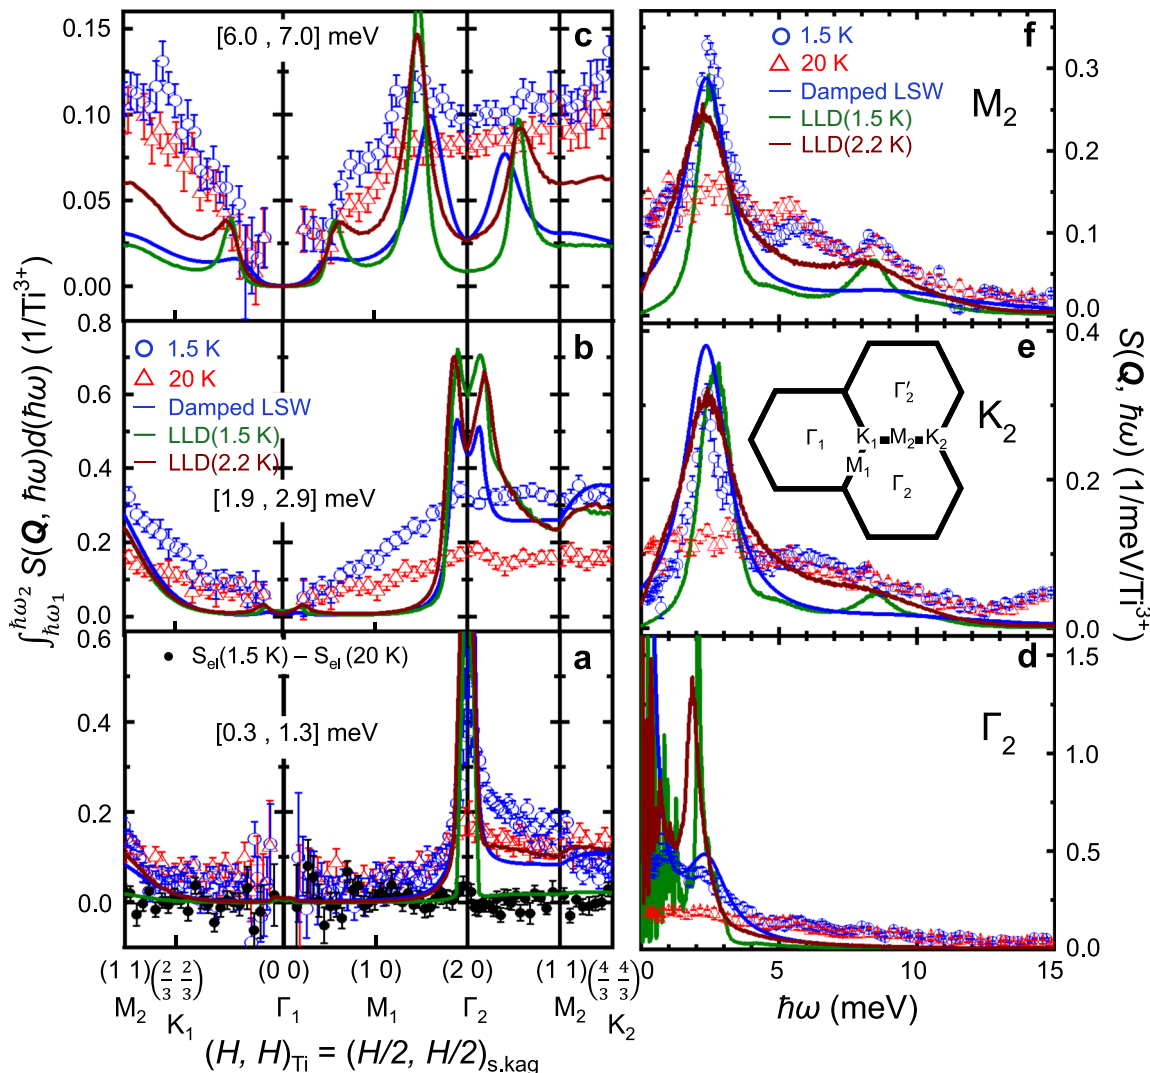 0.15
0.10
0.05
0.00
[6.0 , 7.0] meV
c
0.8
0.6
0.4
0.2
0.0
b
1.5 K
20 K
Damped LSW
LLD(1.5 K)
LLD(2.2 K)
[1.9 , 2.9] meV
0.6
0.4
0.2
0.0
a
S_el(1.5 K) – S_el (20 K)
[0.3 , 1.3] meV
∫_{ħω₁}^{ħω₂} S(Q, ħω)d(ħω) (1/Ti³⁺)
(1 1) (2/3 2/3) (0 0) (1 0) (2 0) (1 1) (4/3 4/3)
M₂ K₁ Γ₁ M₁ Γ₂ M₂ K₂
(H, H)_Ti = (H/2, H/2)_s.kag
f
1.5 K
20 K
Damped LSW
LLD(1.5 K)
LLD(2.2 K)
M₂
0.3
0.2
0.1
0.0
e
K₂
Γ₂′
Γ₁ K₁ M₂ K₂
M₁
Γ₂
0.4
0.2
0.0
d
Γ₂
1.5
1.0
0.5
0.0
S(Q, ħω) (1/meV/Ti³⁺)
0 5 10 15
ħω (meV)